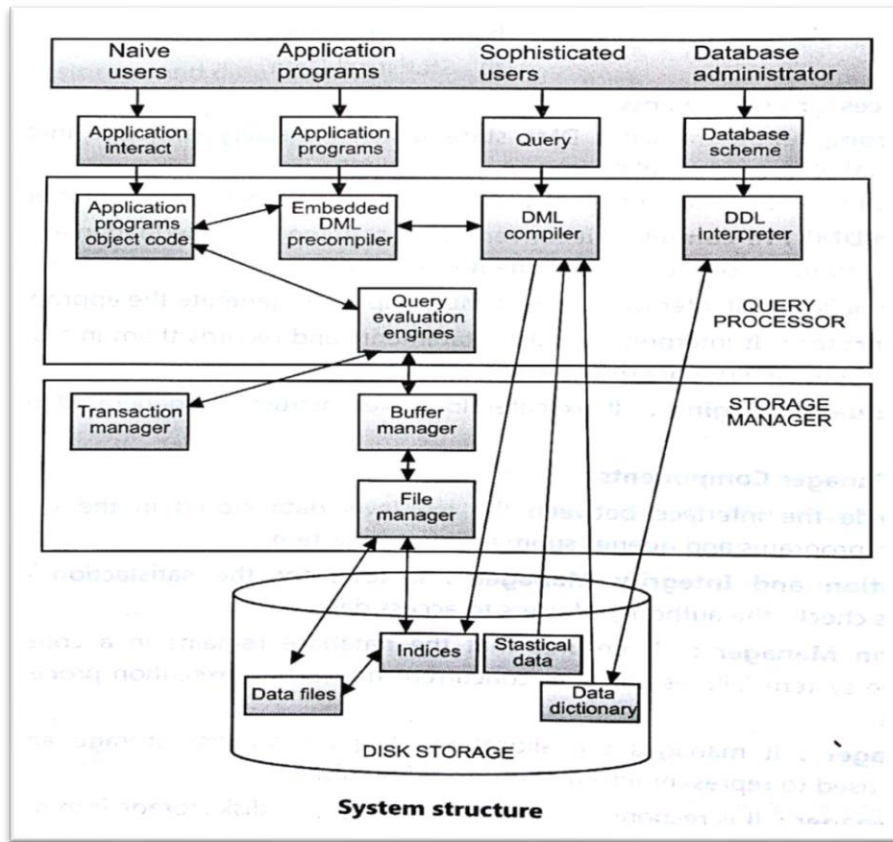 Naive users
Application programs
Sophisticated users
Database administrator
Application interact
Application programs
Query
Database scheme
Application programs object code
Embedded DML precompiler
DML compiler
DDL interpreter
Query evaluation engines
QUERY PROCESSOR
Transaction manager
Buffer manager
STORAGE MANAGER
File manager
Indices
Stastical data
Data files
Data dictionary
DISK STORAGE
System structure